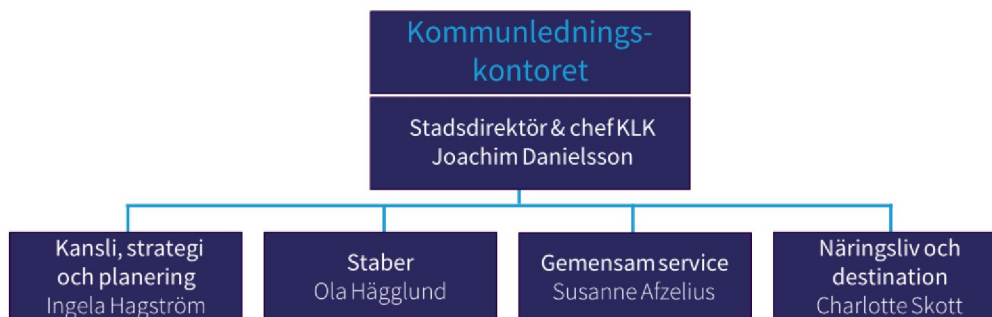 Kommunlednings-
kontoret
Stadsdirektör & chef KLK
Joachim Danielsson
Kansli, strategi
och planering
Ingela Hagström
Staber
Ola Hägglund
Gemensam service
Susanne Afzelius
Näringsliv och
destination
Charlotte Skott